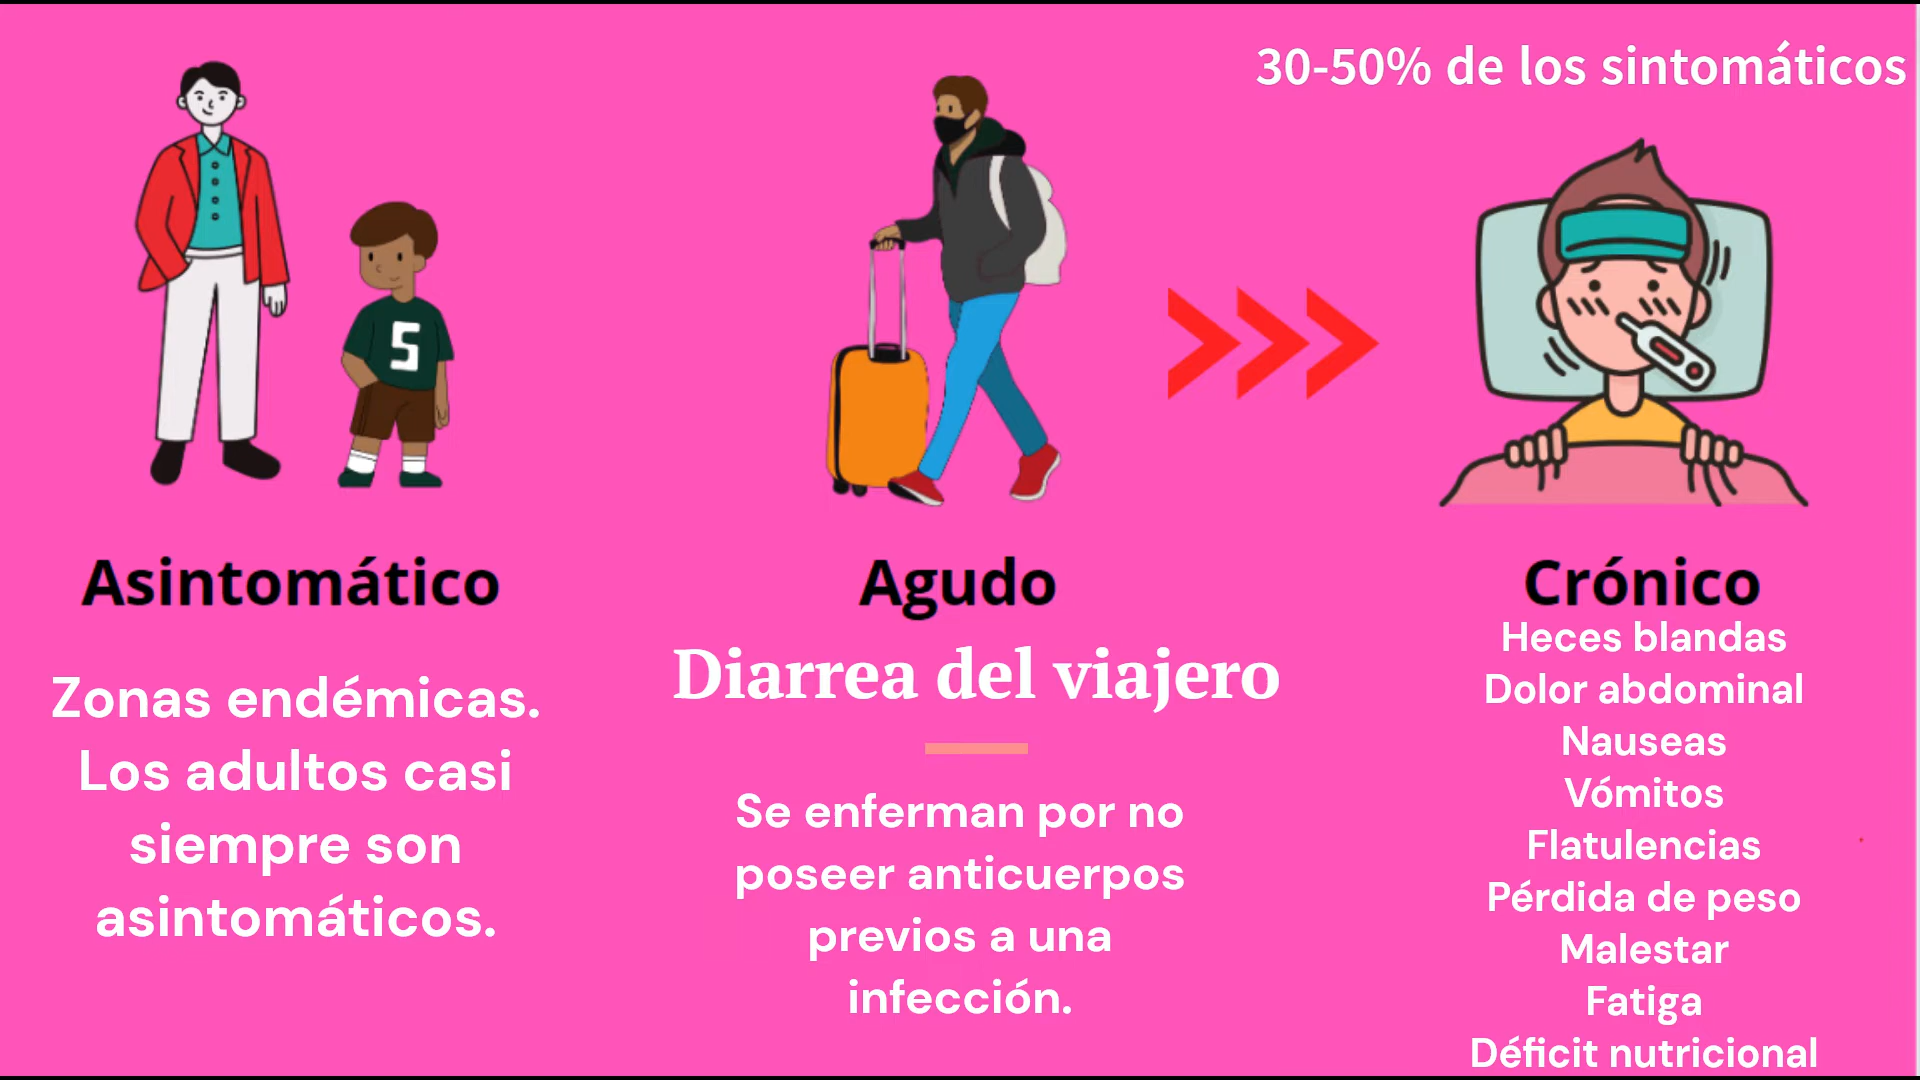 30-50% de los sintomáticos
5
Asintomático
Zonas endémicas.
Los adultos casi
siempre son
asintomáticos.
Agudo
Diarrea del viajero
Se enferman por no
poseer anticuerpos
previos a una
infección.
Crónico
Heces blandas
Dolor abdominal
Nauseas
Vómitos
Flatulencias
Pérdida de peso
Malestar
Fatiga
Déficit nutricional